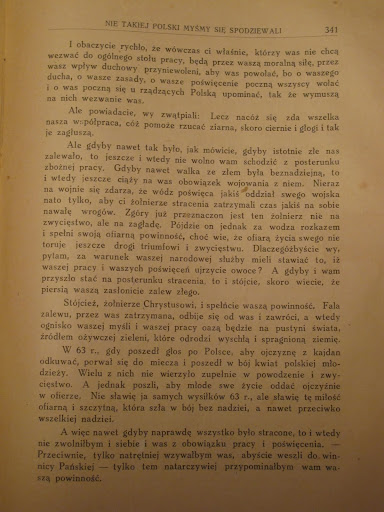 NIE TAKIEJ POLSKI MYŚMY SIĘ SPODZIEWALI 341
I obaczycie rychło, że wówczas ci właśnie, którzy was nie chcą
wezwać do ogólnego stołu pracy, będą przez waszą moralną siłę, przez
wasz wpływ duchowy przyniewoleni, aby was powołać, bo o waszego
ducha, o wasze zasady, o wasze poświęcenie poczną wszyscy wołać
i o was poczną się u rządzących Polską upominać, tak że wymuszą
na nich wezwanie was.
Ale powiadacie, wy zwątpiali: Lecz nacóż się zda wszelka
nasza współpraca, cóż pomoże rzucać ziarna, skoro ciernie i głogi i tak
je zagłuszą.
Ale gdyby nawet tak było, jak mówicie, gdyby istotnie zle nas
zalewało, to jeszcze i wtedy nie wolno wam schodzić z posterunku
zbożnej pracy. Gdyby nawet walka ze złem była beznadziejną, to
i wtedy jeszcze ciąży na was obowiązek wojowania z niem. Nieraz
na wojnie się zdarza, że wódz poświęca jakiś oddział swego wojska
nato tylko, aby ci żołnierze straceni zatrzymali czas jakiś na sobie
nawałę wrogów. Zgóry już przeznaczon jest ten żołnierz nie na
zwycięstwo, ale na zagładę. Pójdzie on jednak za wodza rozkazem
i spełni swoją ofiarną powinność, choć wie, że ofiarą życia swego nie
toruje jeszcze drogi triumfowi i zwycięstwu. Dlaczegóżbyście wy,
pytam, za warunek waszej narodowej służby mieli stawiać to, iż
waszej pracy i waszych poświęceń ojrzycie owoce? A gdyby i wam
przyszło stać na posterunku stracenia, to i stójcie, skoro wiecie, że
piersią waszą zasłonicie zalew złego.
Stójcież, żołnierze Chrystusowi, i spełńcie waszą powinność. Fala
zalewu, przez was zatrzymana, odbije się od was i zawróci, a wtedy
ognisko waszej myśli i waszej pracy oazą będzie na pustyni świata,
źródłem ożywczej zieleni, które odrodzi wyschłą i spragnioną ziemię.
W 63 r., gdy poszedł głos po Polsce, aby ojczyznę z kajdan
odkuwać, porwał się do miecza i poszedł w bój kwiat polskiej mło-
dzieży. Wielu z nich nie wierzyło zupełnie w powodzenie i zwy-
cięstwo. A jednak poszli, aby młode swe życie oddać ojczyźnie
w ofierze. Nie sławię ja samych wysiłków 63 r., ale sławię tę miłość
ofiarną i szczytną, która szła w bój bez nadziei, a nawet przeciwko
wszelkiej nadziei.
A więc nawet gdyby naprawdę wszystko było stracone, to i wtedy
nie zwolniłbym i siebie i was z obowiązku pracy i poświęcenia. —
Przeciwnie, tylko natrętniej wzywałbym was, abyście weszli do win-
nicy Pańskiej — tylko tem natarczywiej przypominałbym wam wa-
szą powinność.